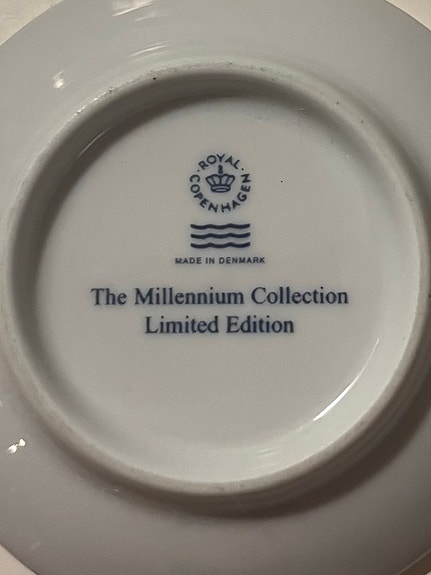 ROYAL
COPENHAGEN
MADE IN DENMARK
The Millennium Collection
Limited Edition